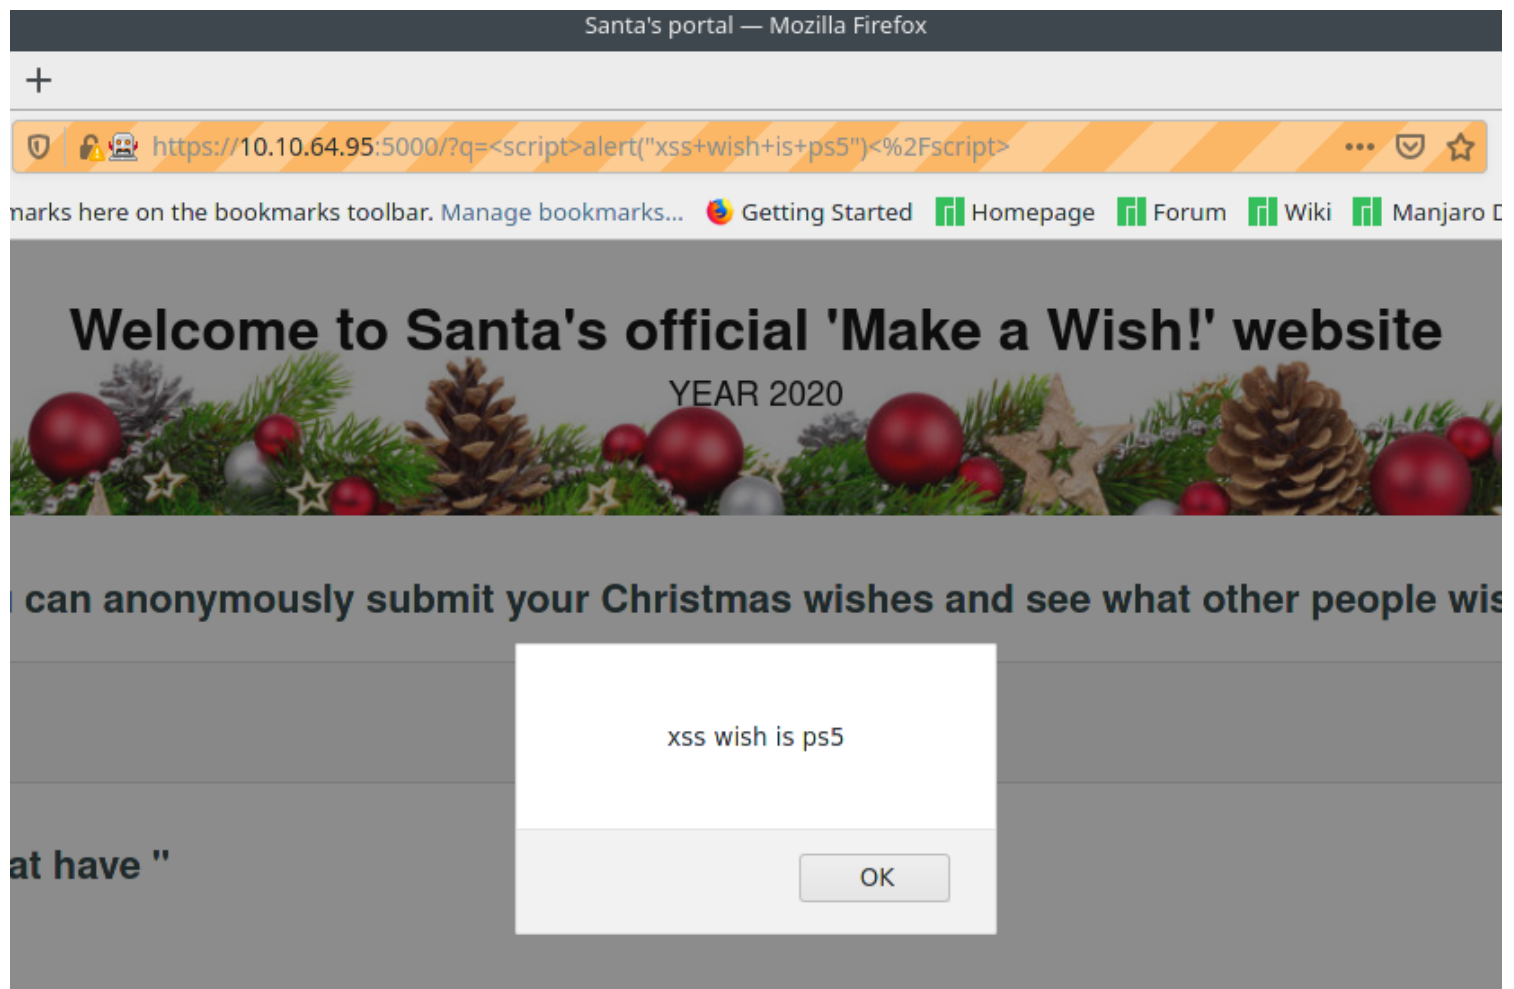 Santa's portal — Mozilla Firefox
+
https://10.10.64.95:5000/?q=<script>alert("xss+wish+is+ps5")<%2Fscript>
marks here on the bookmarks toolbar. Manage bookmarks... Getting Started Homepage Forum Wiki Manjaro D
Welcome to Santa's official 'Make a Wish!' website
YEAR 2020
can anonymously submit your Christmas wishes and see what other people wis
xss wish is ps5
at have "
OK